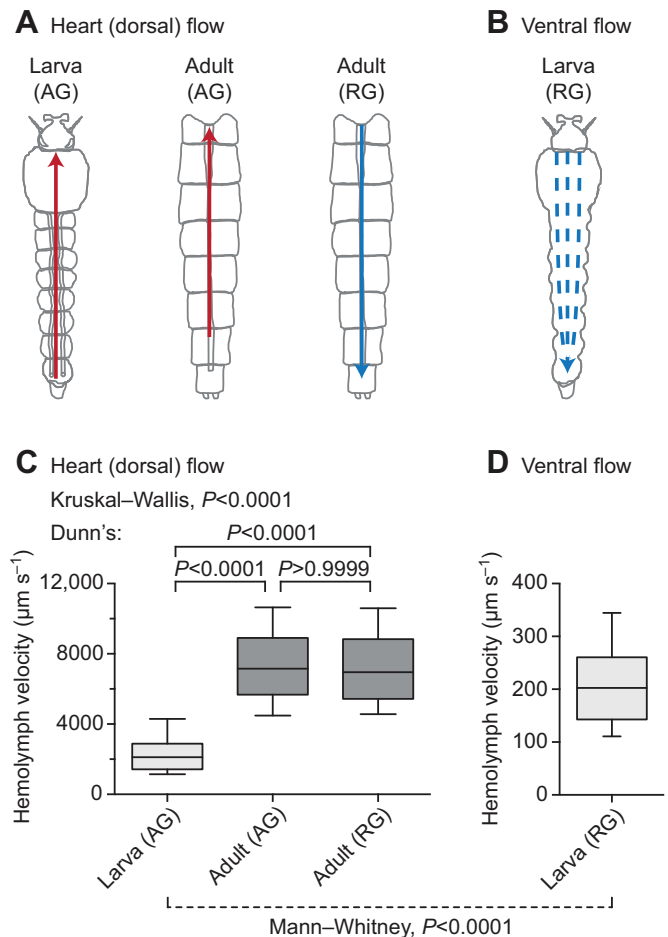 A Heart (dorsal) flow
Larva
(AG)
Adult
(AG)
Adult
(RG)
B Ventral flow
Larva
(RG)
C Heart (dorsal) flow
Kruskal–Wallis, P<0.0001
Dunn's:
P<0.0001
P<0.0001
P>0.9999
Hemolymph velocity (μm s⁻¹)
12,000
8000
4000
0
Larva (AG)
Adult (AG)
Adult (RG)
D Ventral flow
Hemolymph velocity (μm s⁻¹)
400
300
200
100
0
Larva (RG)
Mann–Whitney, P<0.0001